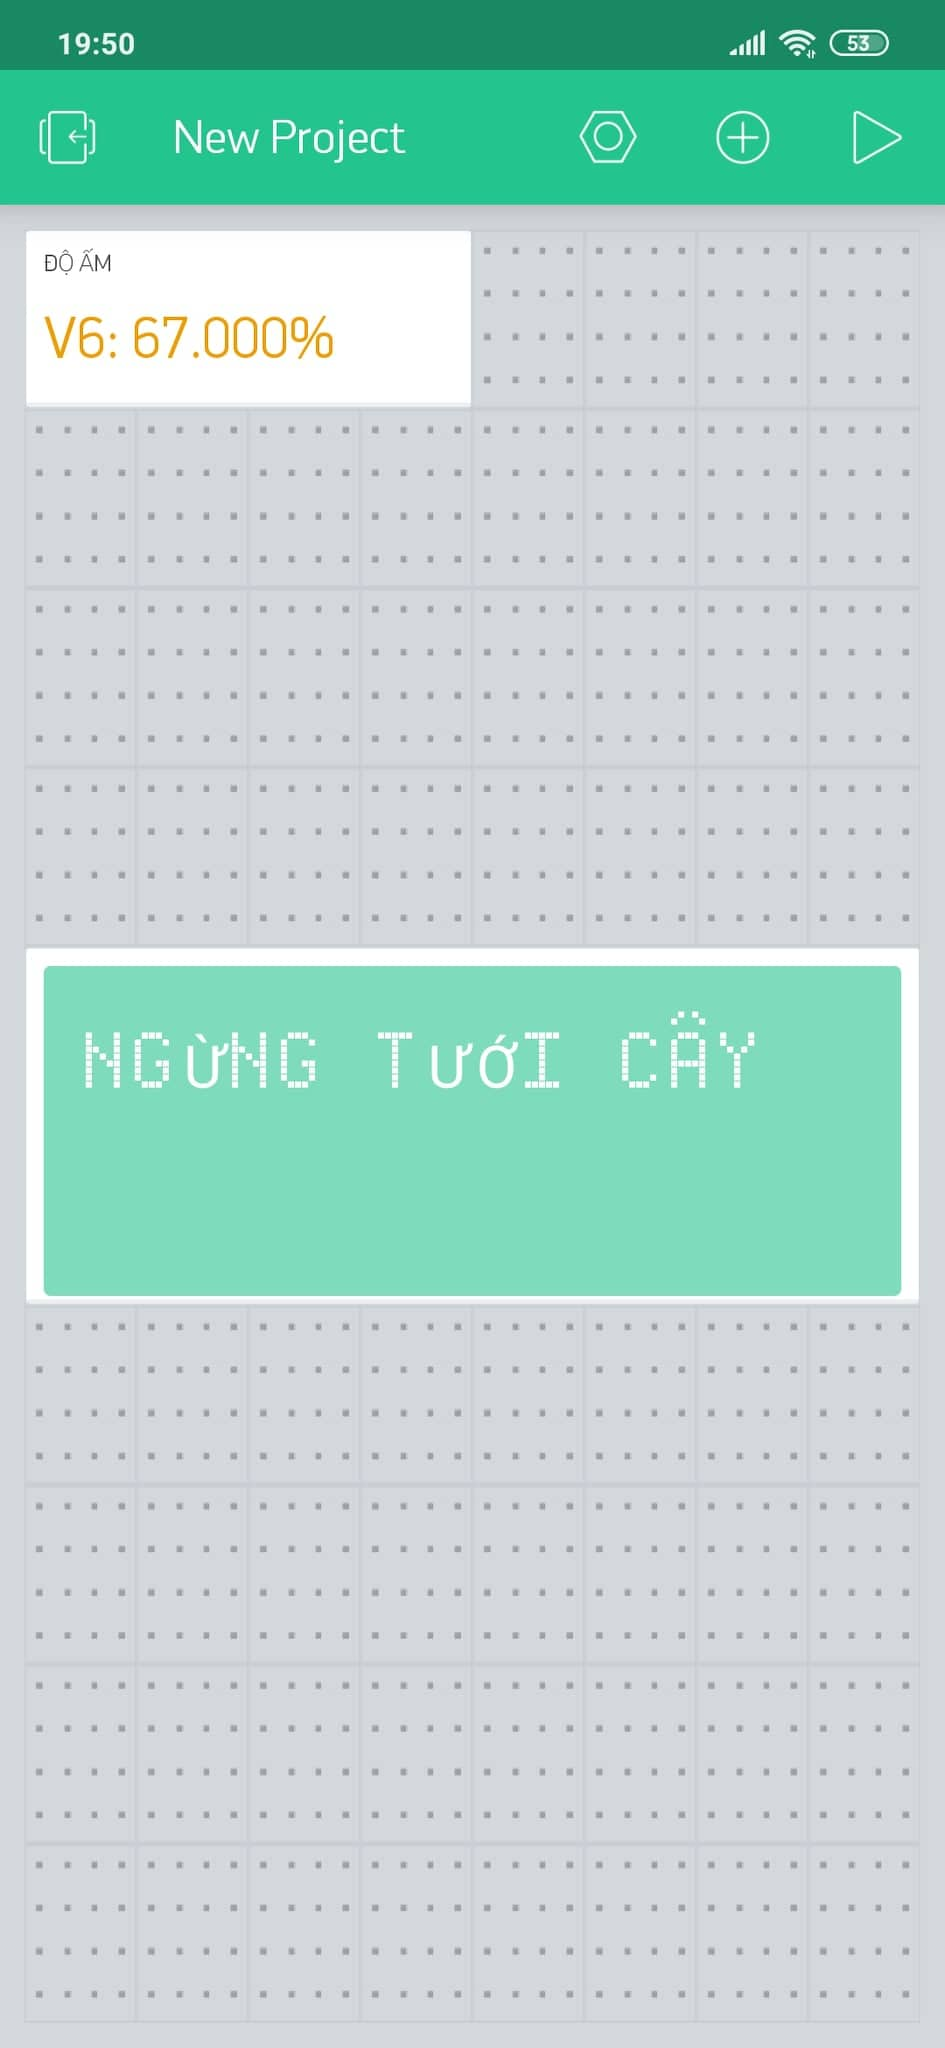 19:50
53
New Project
ĐỘ ẨM
V6: 67.000%
NGỪNG TƯỚI CÂY